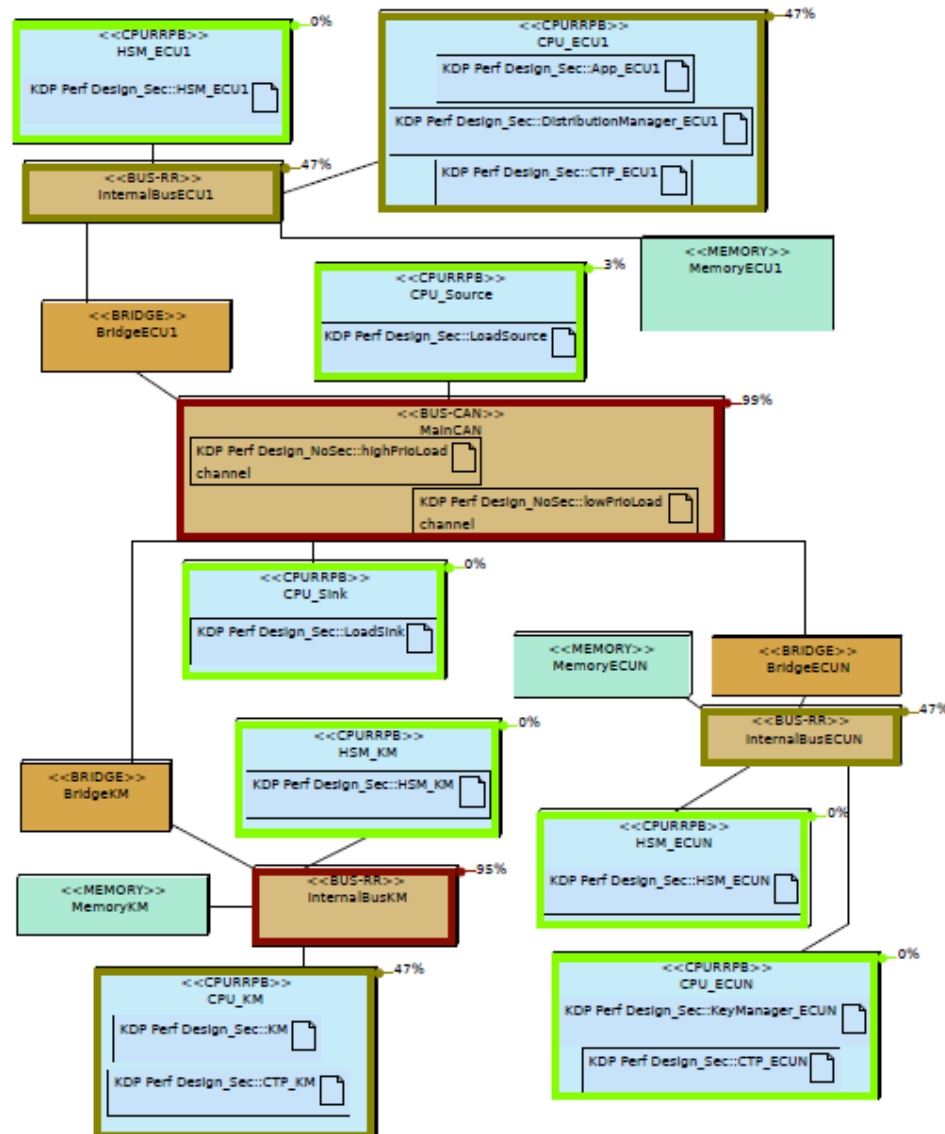 0%
<<CPURRPB>>
HSM_ECU1
KDP Perf Design_Sec::HSM_ECU1
47%
<<CPURRPB>>
CPU_ECU1
KDP Perf Design_Sec::App_ECU1
KDP Perf Design_Sec::DistributionManager_ECU1
KDP Perf Design_Sec::CTP_ECU1
47%
<<BUS-RR>>
InternalBusECU1
<<MEMORY>>
MemoryECU1
3%
<<CPURRPB>>
CPU_Source
KDP Perf Design_Sec::LoadSource
<<BRIDGE>>
BridgeECU1
99%
<<BUS-CAN>>
MainCAN
KDP Perf Design_NoSec::highPrioLoad
channel
KDP Perf Design_NoSec::lowPrioLoad
channel
0%
<<CPURRPB>>
CPU_Sink
KDP Perf Design_Sec::LoadSink
<<MEMORY>>
MemoryECUN
<<BRIDGE>>
BridgeECUN
47%
<<BUS-RR>>
InternalBusECUN
0%
<<CPURRPB>>
HSM_KM
KDP Perf Design_Sec::HSM_KM
<<BRIDGE>>
BridgeKM
0%
<<CPURRPB>>
HSM_ECUN
KDP Perf Design_Sec::HSM_ECUN
95%
<<BUS-RR>>
InternalBusKM
<<MEMORY>>
MemoryKM
47%
<<CPURRPB>>
CPU_KM
KDP Perf Design_Sec::KM
KDP Perf Design_Sec::CTP_KM
0%
<<CPURRPB>>
CPU_ECUN
KDP Perf Design_Sec::KeyManager_ECUN
KDP Perf Design_Sec::CTP_ECUN